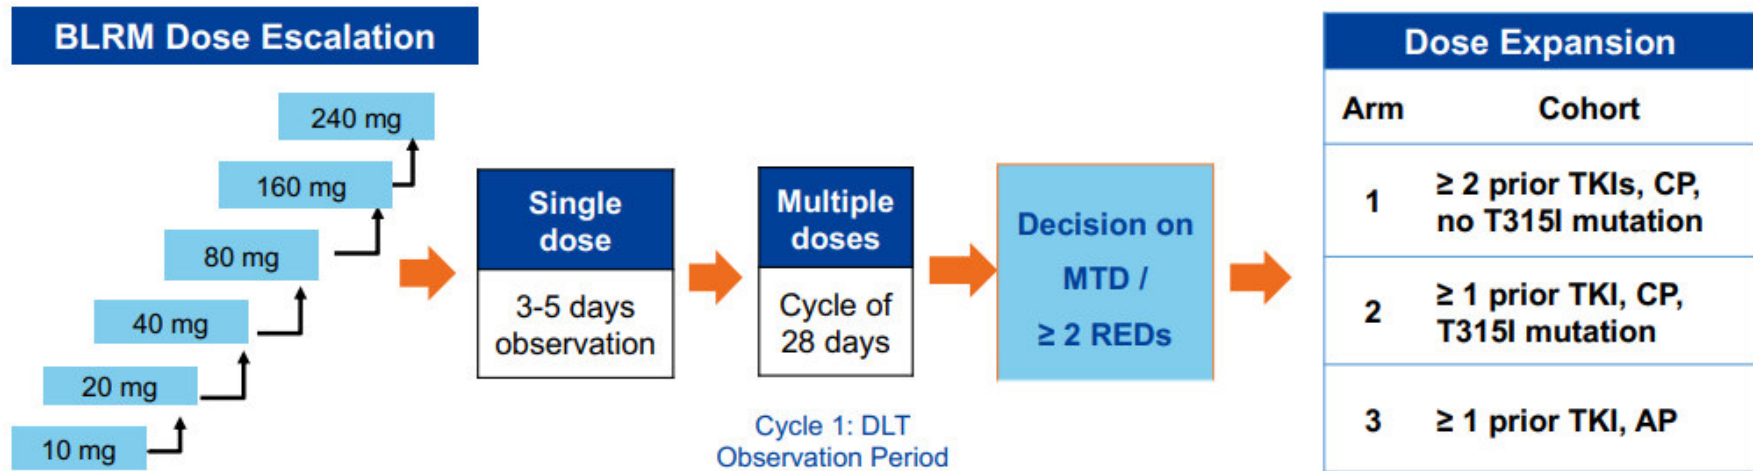 BLRM Dose Escalation
240 mg
160 mg
80 mg
40 mg
20 mg
10 mg
Single
dose
3-5 days
observation
Multiple
doses
Cycle of
28 days
Cycle 1: DLT
Observation Period
Decision on
MTD /
≥ 2 REDs
Dose Expansion
Arm Cohort
1 ≥ 2 prior TKIs, CP,
no T315I mutation
2 ≥ 1 prior TKI, CP,
T315I mutation
3 ≥ 1 prior TKI, AP